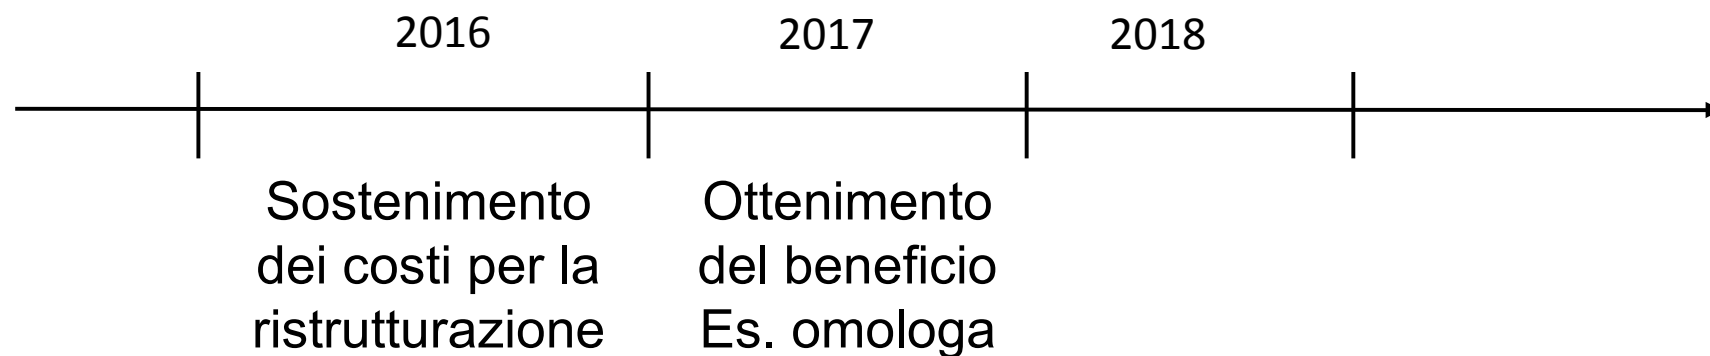 2016 2017 2018
Sostenimento
dei costi per la
ristrutturazione
Ottenimento
del beneficio
Es. omologa